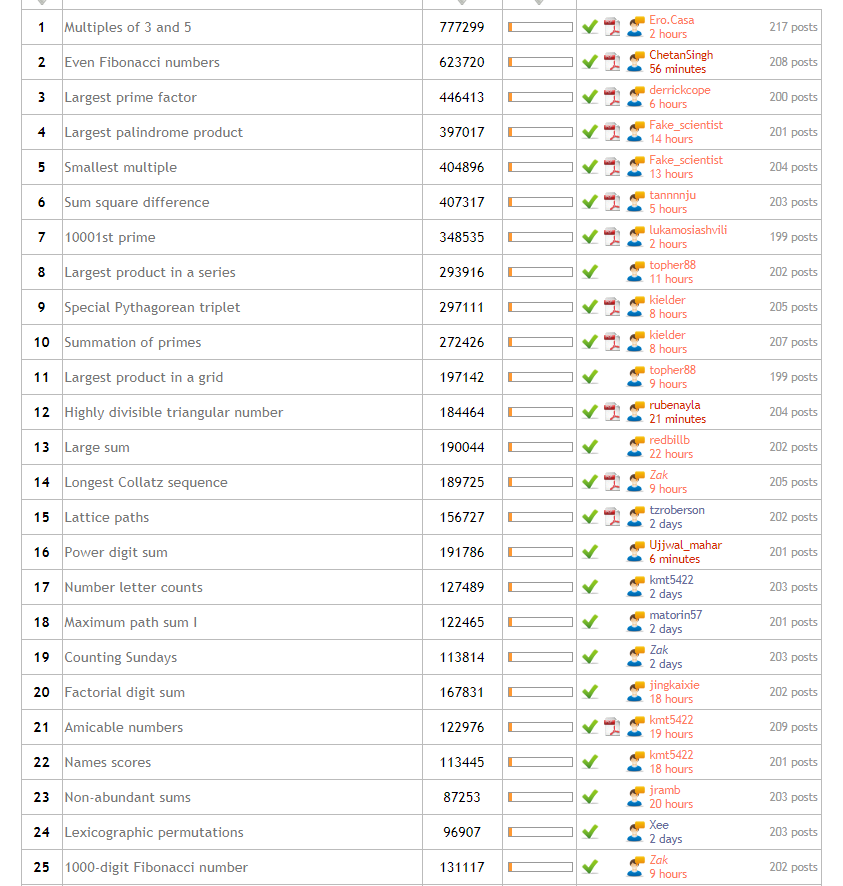 1 Multiples of 3 and 5 777299 Ero.Casa 217 posts
2 hours
2 Even Fibonacci numbers 623720 ChetanSingh 208 posts
56 minutes
3 Largest prime factor 446413 derrickcope 200 posts
6 hours
4 Largest palindrome product 397017 Fake_scientist 201 posts
14 hours
5 Smallest multiple 404896 Fake_scientist 204 posts
13 hours
6 Sum square difference 407317 tannnnju 203 posts
5 hours
7 10001st prime 348535 lukamosiashvili 199 posts
2 hours
8 Largest product in a series 293916 topher88 202 posts
11 hours
9 Special Pythagorean triplet 297111 kielder 205 posts
8 hours
10 Summation of primes 272426 kielder 207 posts
8 hours
11 Largest product in a grid 197142 topher88 199 posts
9 hours
12 Highly divisible triangular number 184464 rubenayla 204 posts
21 minutes
13 Large sum 190044 redbillb 202 posts
22 hours
14 Longest Collatz sequence 189725 Zak 205 posts
9 hours
15 Lattice paths 156727 tzroberson 202 posts
2 days
16 Power digit sum 191786 Ujjwal_mahar 201 posts
6 minutes
17 Number letter counts 127489 kmt5422 203 posts
2 days
18 Maximum path sum I 122465 matorin57 201 posts
2 days
19 Counting Sundays 113814 Zak 203 posts
2 days
20 Factorial digit sum 167831 jingkaixie 202 posts
18 hours
21 Amicable numbers 122976 kmt5422 209 posts
19 hours
22 Names scores 113445 kmt5422 201 posts
18 hours
23 Non-abundant sums 87253 jramb 203 posts
20 hours
24 Lexicographic permutations 96907 Xee 203 posts
2 days
25 1000-digit Fibonacci number 131117 Zak 202 posts
9 hours